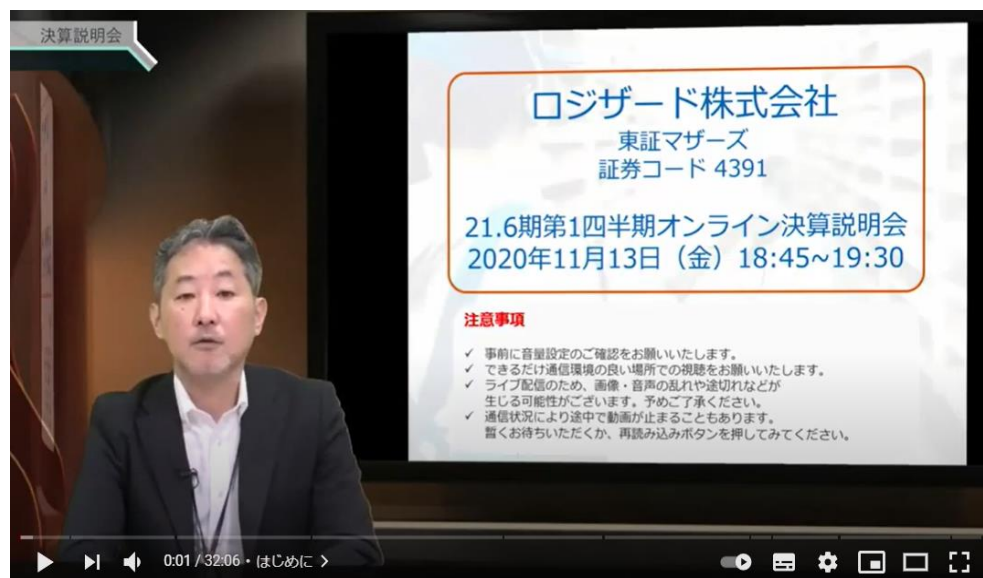 決算説明会
ロジザード株式会社
東証マザーズ
証券コード 4391
21.6期第1四半期オンライン決算説明会
2020年11月13日（金）18:45~19:30
注意事項
✓ 事前に音量設定のご確認をお願いいたします。
✓ できるだけ通信環境の良い場所での視聴をお願いいたします。
✓ ライブ配信のため、画像・音声の乱れや途切れなどが
生じる可能性がございます。予めご了承ください。
✓ 通信状況により途中で動画が止まることもあります。
暫くお待ちいただくか、再読み込みボタンを押してみてください。
0:01 / 32:06 • はじめに >